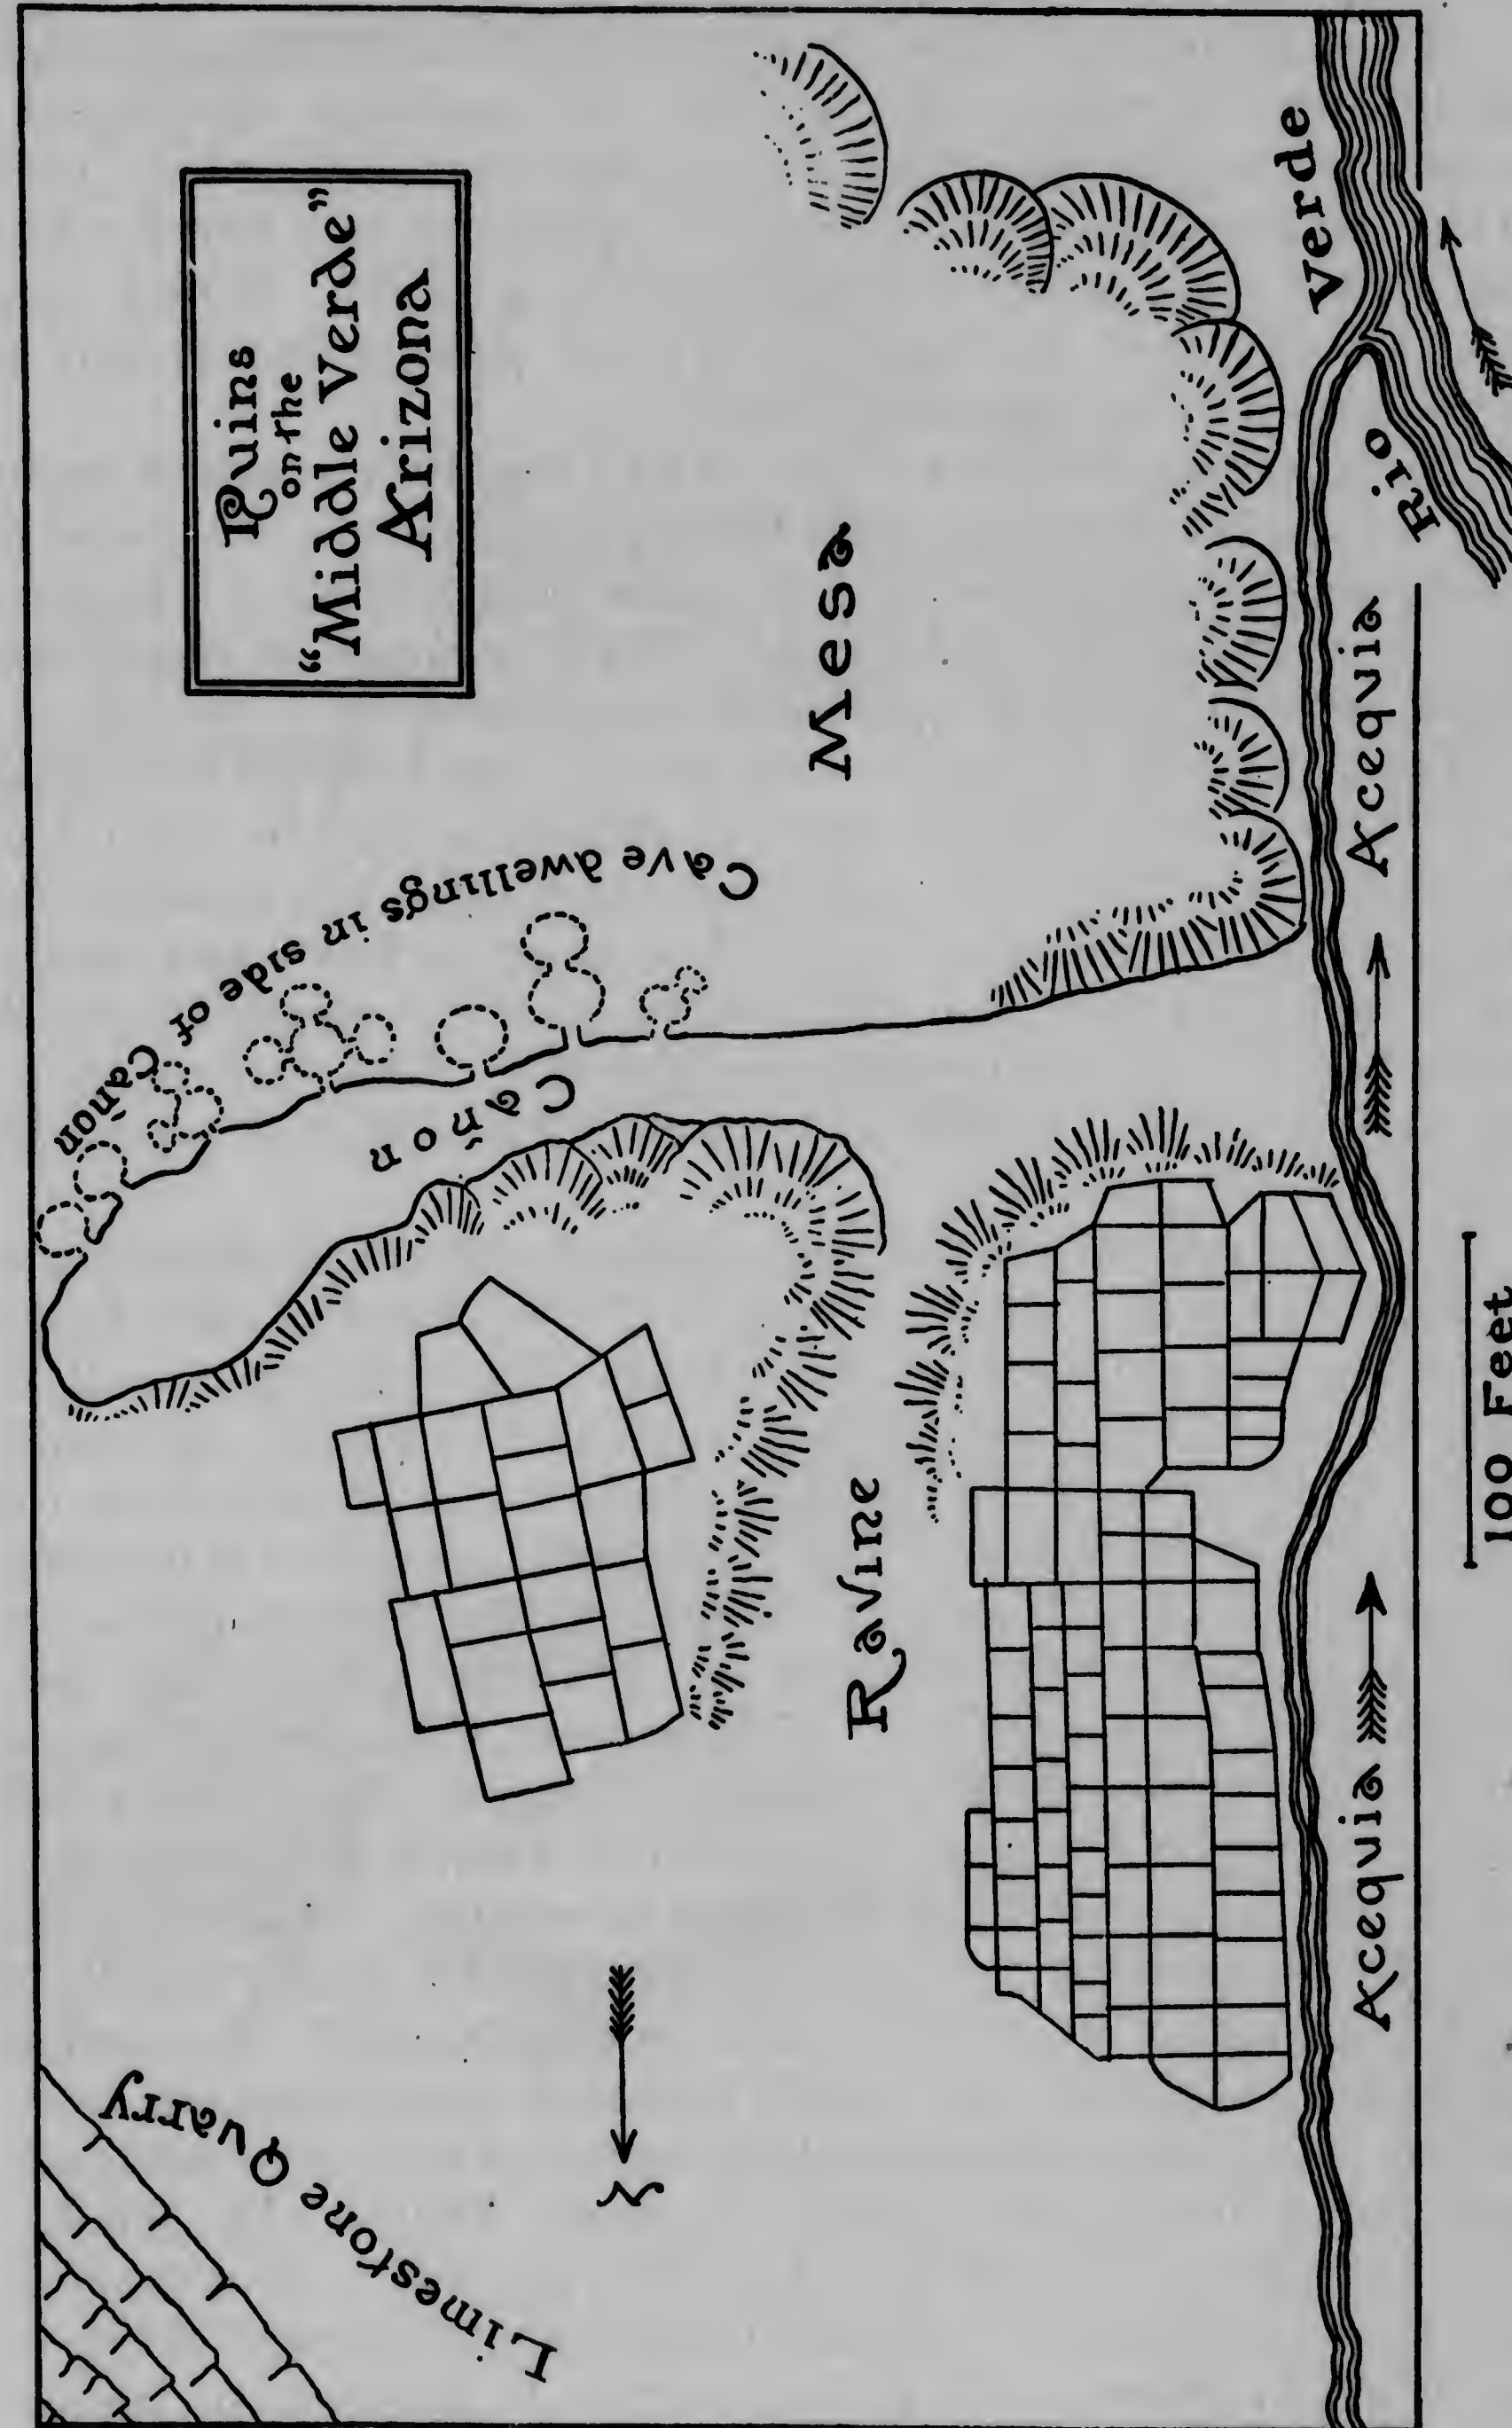 Ruins
on the
"Middle Verde"
Arizona
Limestone Quarry
Cave dwellings in side of Cañon
Cañon
Mesa
Ravine
N
Rio Verde
Acequia
Acequia
100 Feet